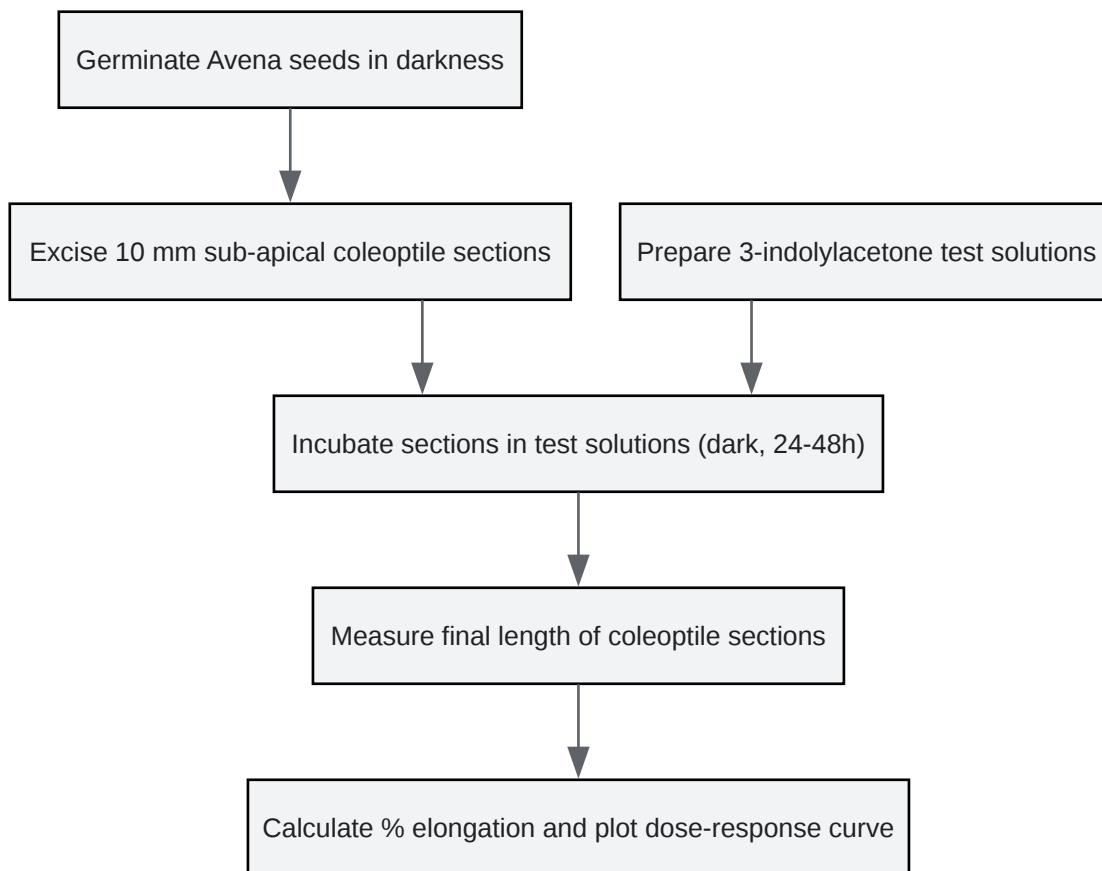 Germinate Avena seeds in darkness
Excise 10 mm sub-apical coleoptile sections
Prepare 3-indolylacetone test solutions
Incubate sections in test solutions (dark, 24-48h)
Measure final length of coleoptile sections
Calculate % elongation and plot dose-response curve